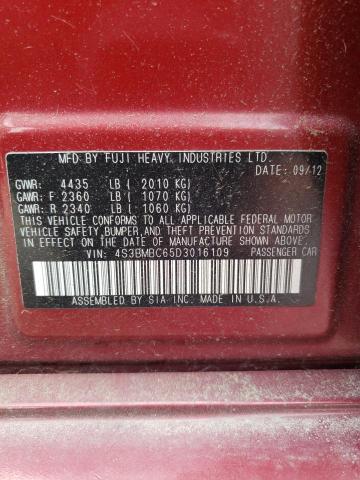 MFD BY FUJI HEAVY INDUSTRIES LTD.
DATE: 09/12
GVWR: 4435 LB ( 2010 KG)
GAWR: F 2360 LB ( 1070 KG)
GAWR: R 2340 LB ( 1060 KG)
THIS VEHICLE CONFORMS TO ALL APPLICABLE FEDERAL MOTOR
VEHICLE SAFETY, BUMPER, AND THEFT PREVENTION STANDARDS
IN EFFECT ON THE DATE OF MANUFACTURE SHOWN ABOVE.
VIN: 4S3BMBC65D3016109 PASSENGER CAR
ASSEMBLED BY SIA INC. MADE IN U.S.A.